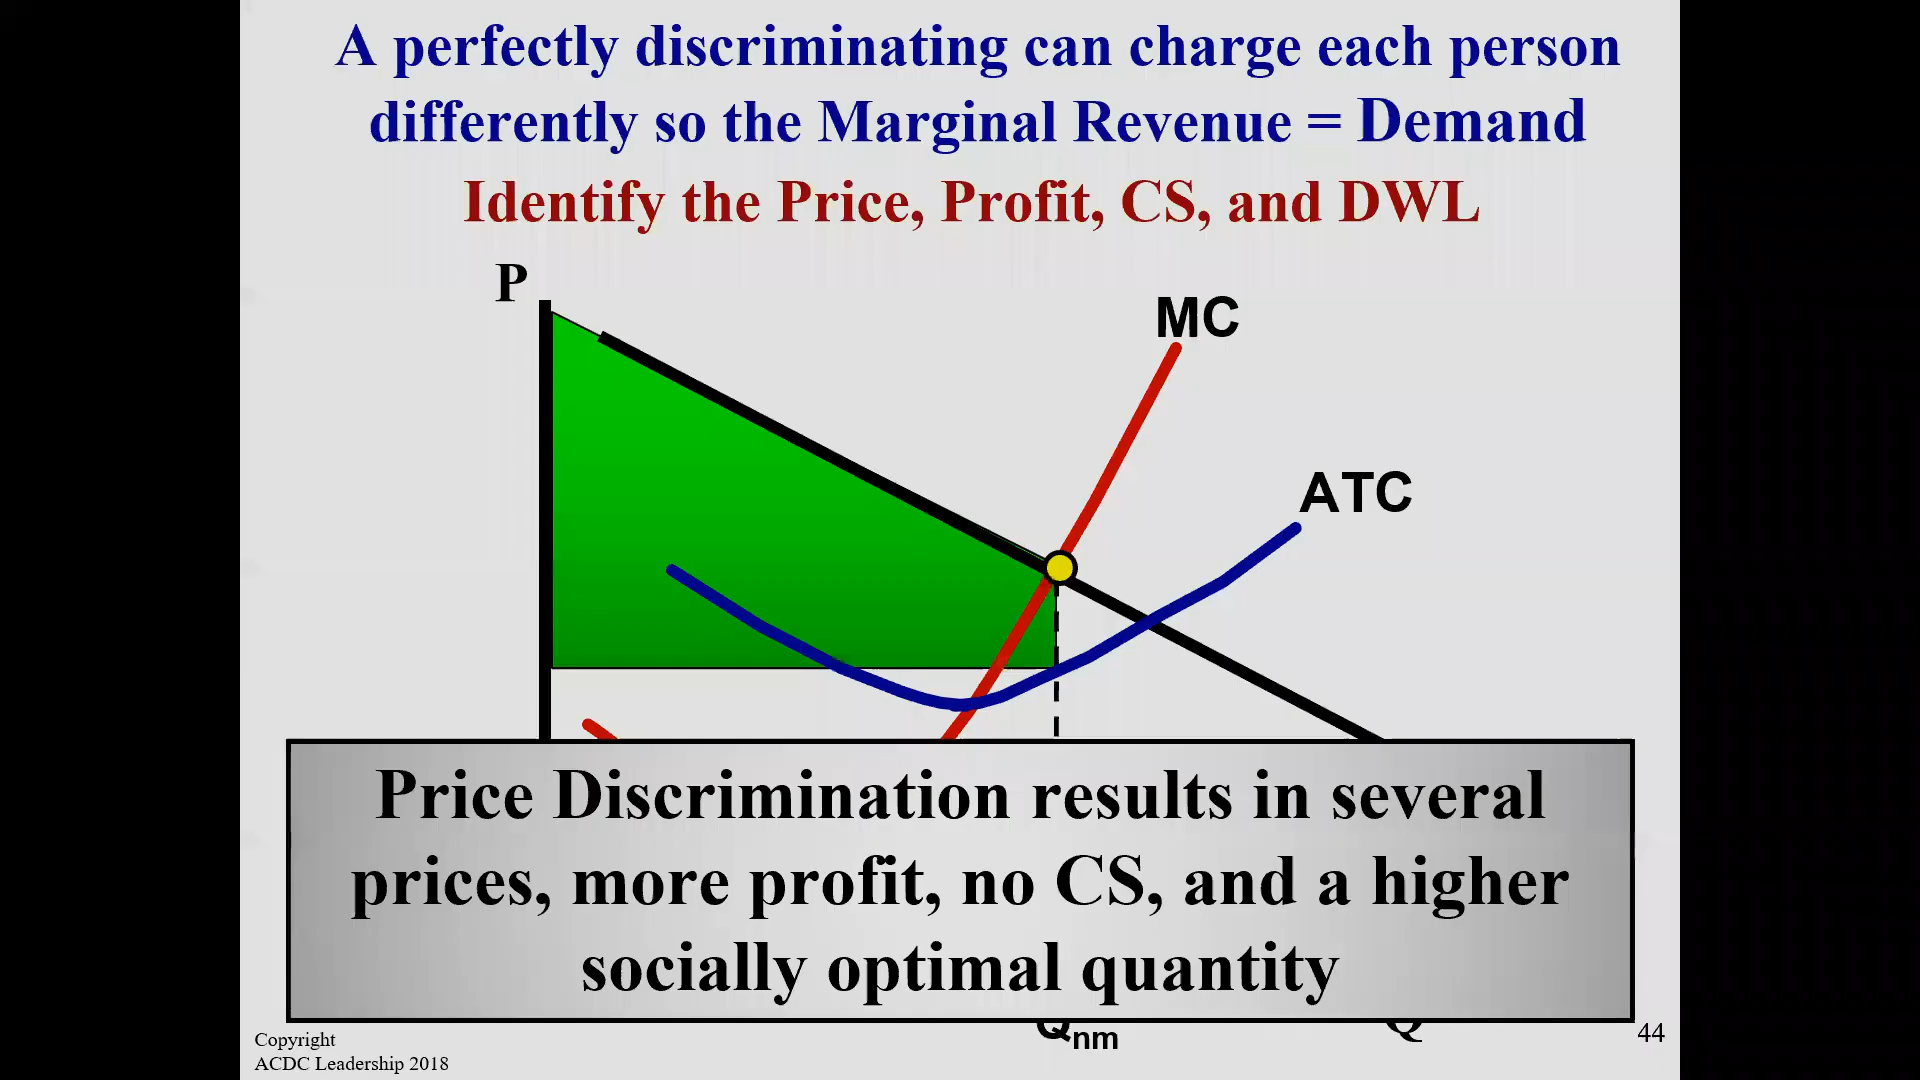 A perfectly discriminating can charge each person
differently so the Marginal Revenue = Demand
Identify the Price, Profit, CS, and DWL
P
MC
ATC
Price Discrimination results in several
prices, more profit, no CS, and a higher
socially optimal quantity
Qnm
Q
44
Copyright
ACDC Leadership 2018